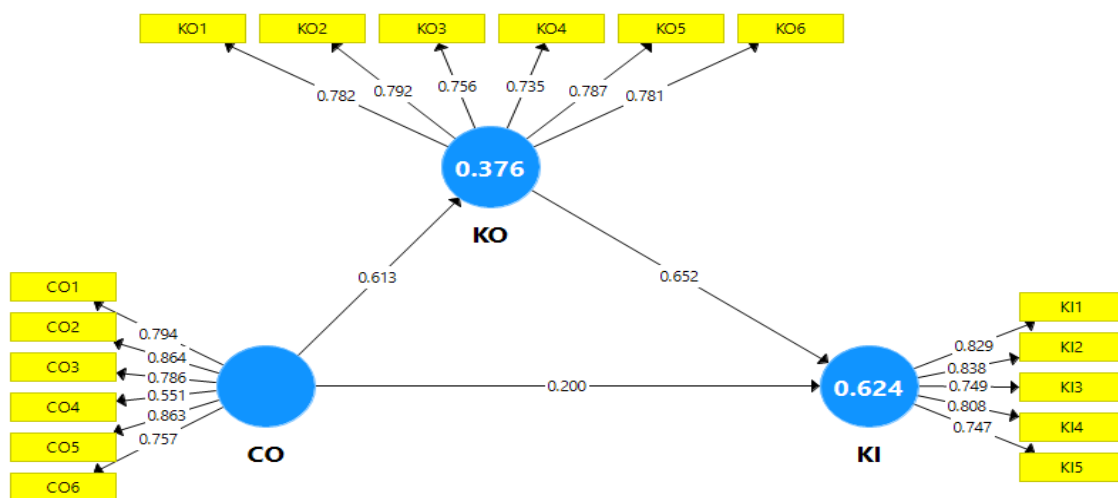 KO1 KO2 KO3 KO4 KO5 KO6
0.782 0.792 0.756 0.735 0.787 0.781
0.376
KO
0.613
0.652
CO1
CO2
CO3
CO4
CO5
CO6
0.794
0.864
0.786
0.551
0.863
0.757
CO
0.200
0.624
KI
0.829
0.838
0.749
0.808
0.747
KI1
KI2
KI3
KI4
KI5